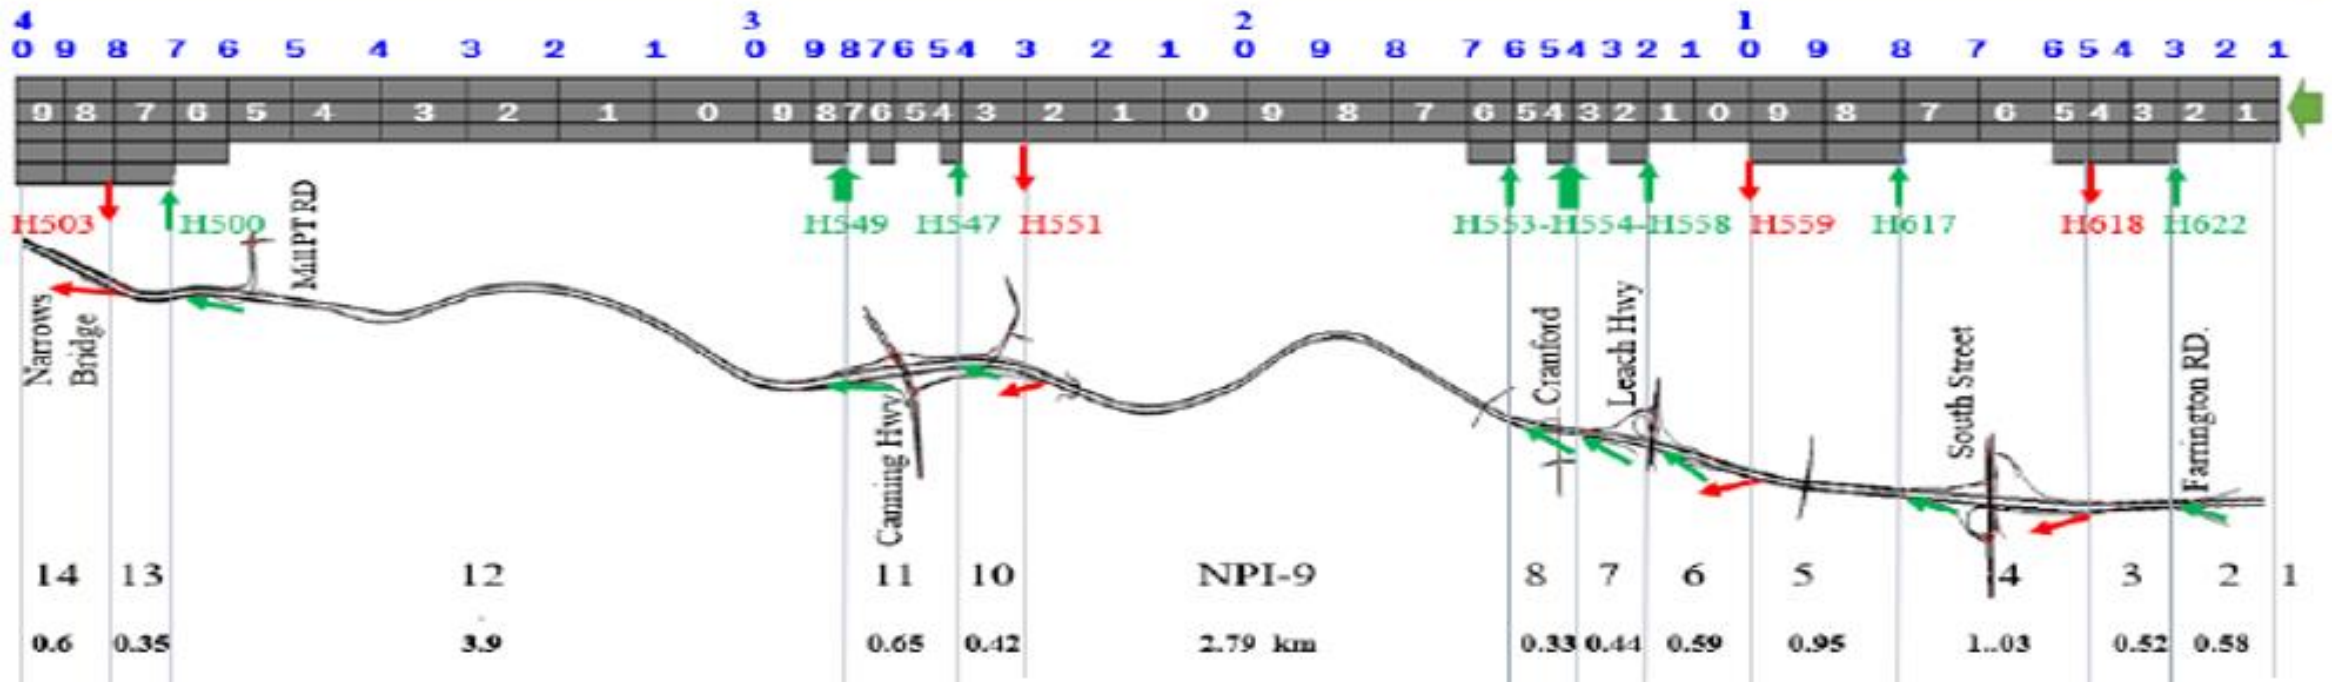 4 3 2 1
0 9 8 7 6 5 4 3 2 1 0 9 8 7 6 5 4 3 2 1 0 9 8 7 6 5 4 3 2 1 0 9 8 7 6 5 4 3 2 1
9 8 7 6 5 4 3 2 1 0 9 8 7 6 5 4 3 2 1 0 9 8 7 6 5 4 3 2 1 0 9 8 7 6 5 4 3 2 1
H503 H500 H549 H547 H551 H553-H554-H558 H559 H617 H618 H622
Mill PT RD
Narrows
Bridge
Canning Hwy
Cranford
Leach Hwy
South Street
Farrington RD.
14 13 12 11 10 NPI-9 8 7 6 5 4 3 2 1
0.6 0.35 3.9 0.65 0.42 2.79 km 0.33 0.44 0.59 0.95 1..03 0.52 0.58